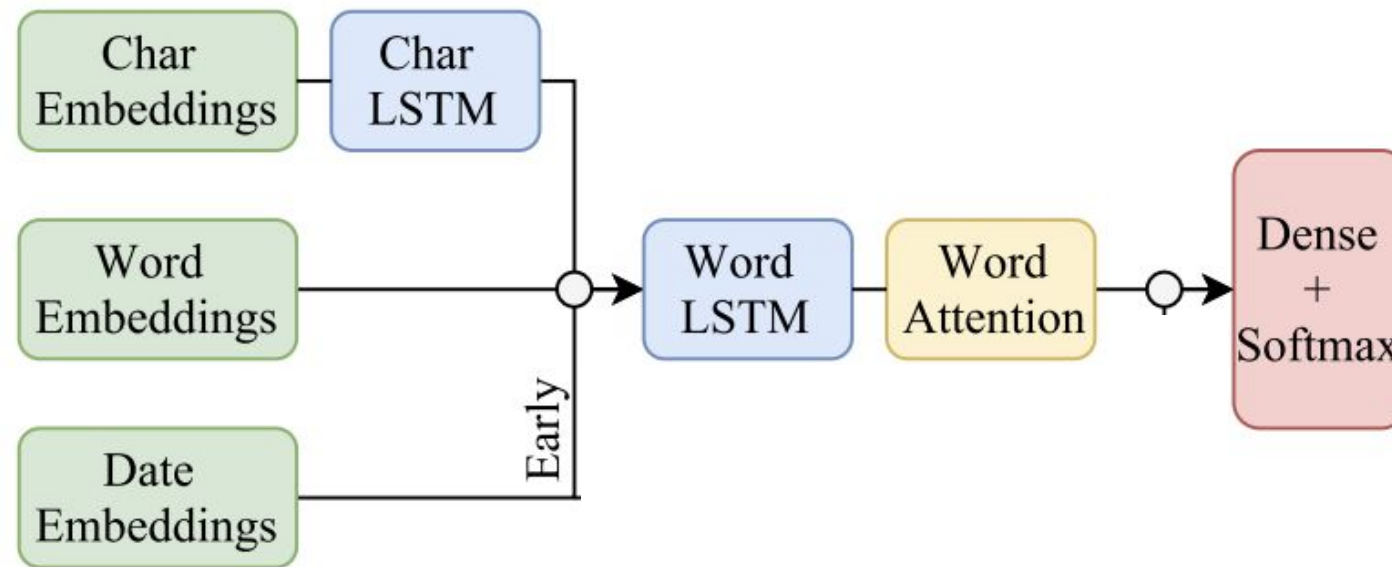 Char
Embeddings
Char
LSTM
Word
Embeddings
Word
LSTM
Word
Attention
Dense
+
Softmax
Early
Date
Embeddings